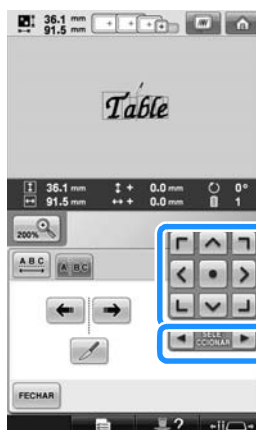 36.1 mm
91.5 mm
Table
36.1 mm + 0.0 mm 0°
91.5 mm + 0.0 mm 1
200%
ABC
A BC
SELE
CCIONAR
FECHAR
?